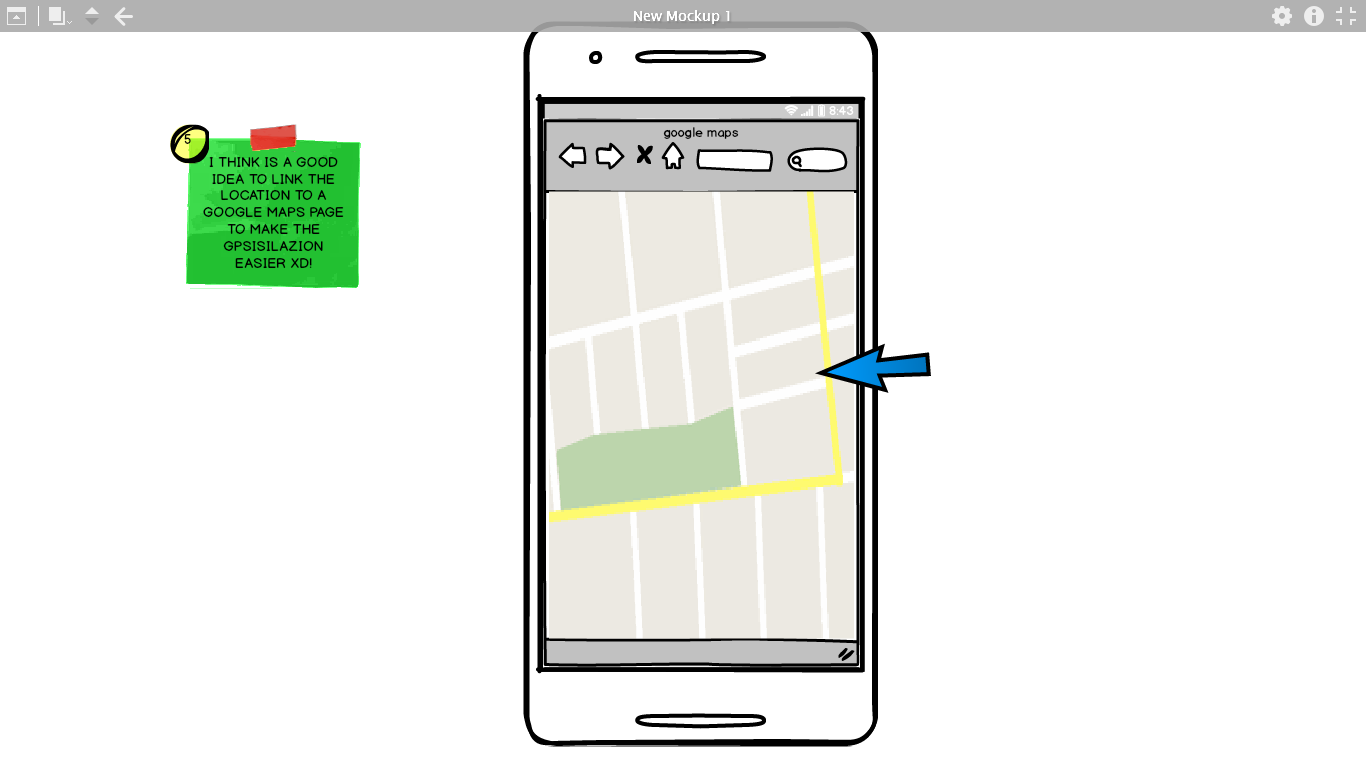 New Mockup 1
8:43
google maps
5
I THINK IS A GOOD
IDEA TO LINK THE
LOCATION TO A
GOOGLE MAPS PAGE
TO MAKE THE
GPSISILAZION
EASIER XD!